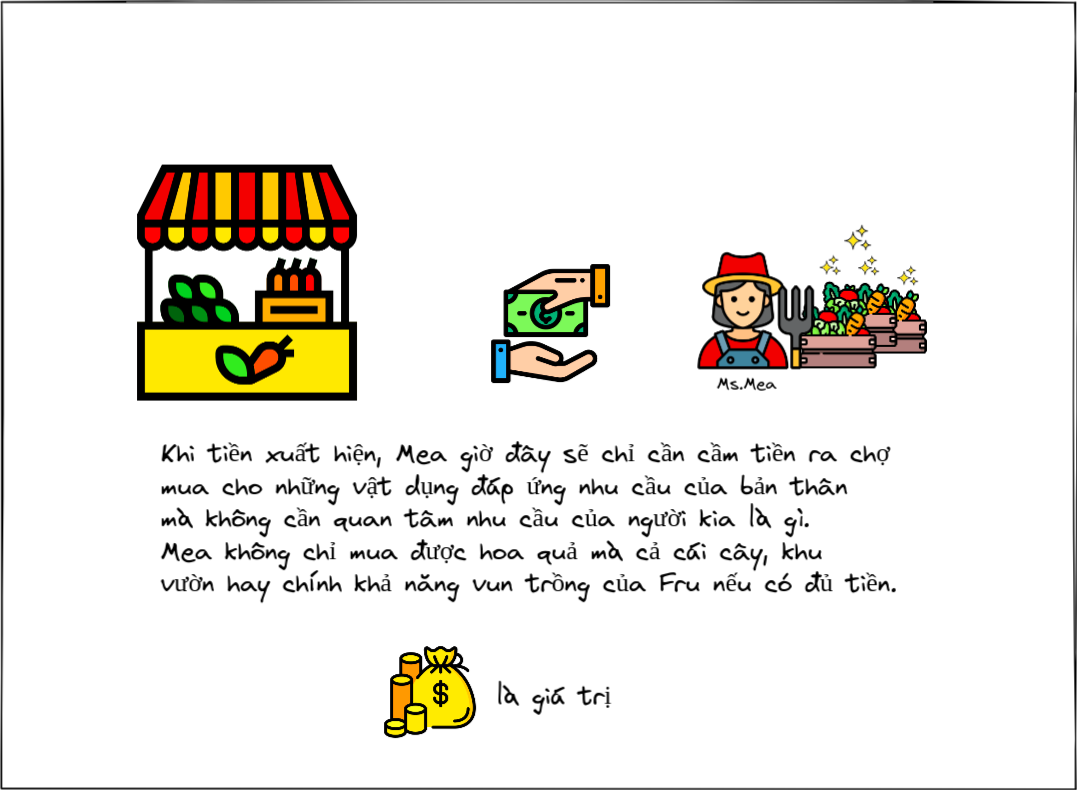 Ms.Mea
Khi tiền xuất hiện, Mea giờ đây sẽ chỉ cần cầm tiền ra chợ
mua cho những vật dụng đáp ứng nhu cầu của bản thân
mà không cần quan tâm nhu cầu của người kia là gì.
Mea không chỉ mua được hoa quả mà cả cái cây, khu
vườn hay chính khả năng vun trồng của Fru nếu có đủ tiền.
$ là giá trị